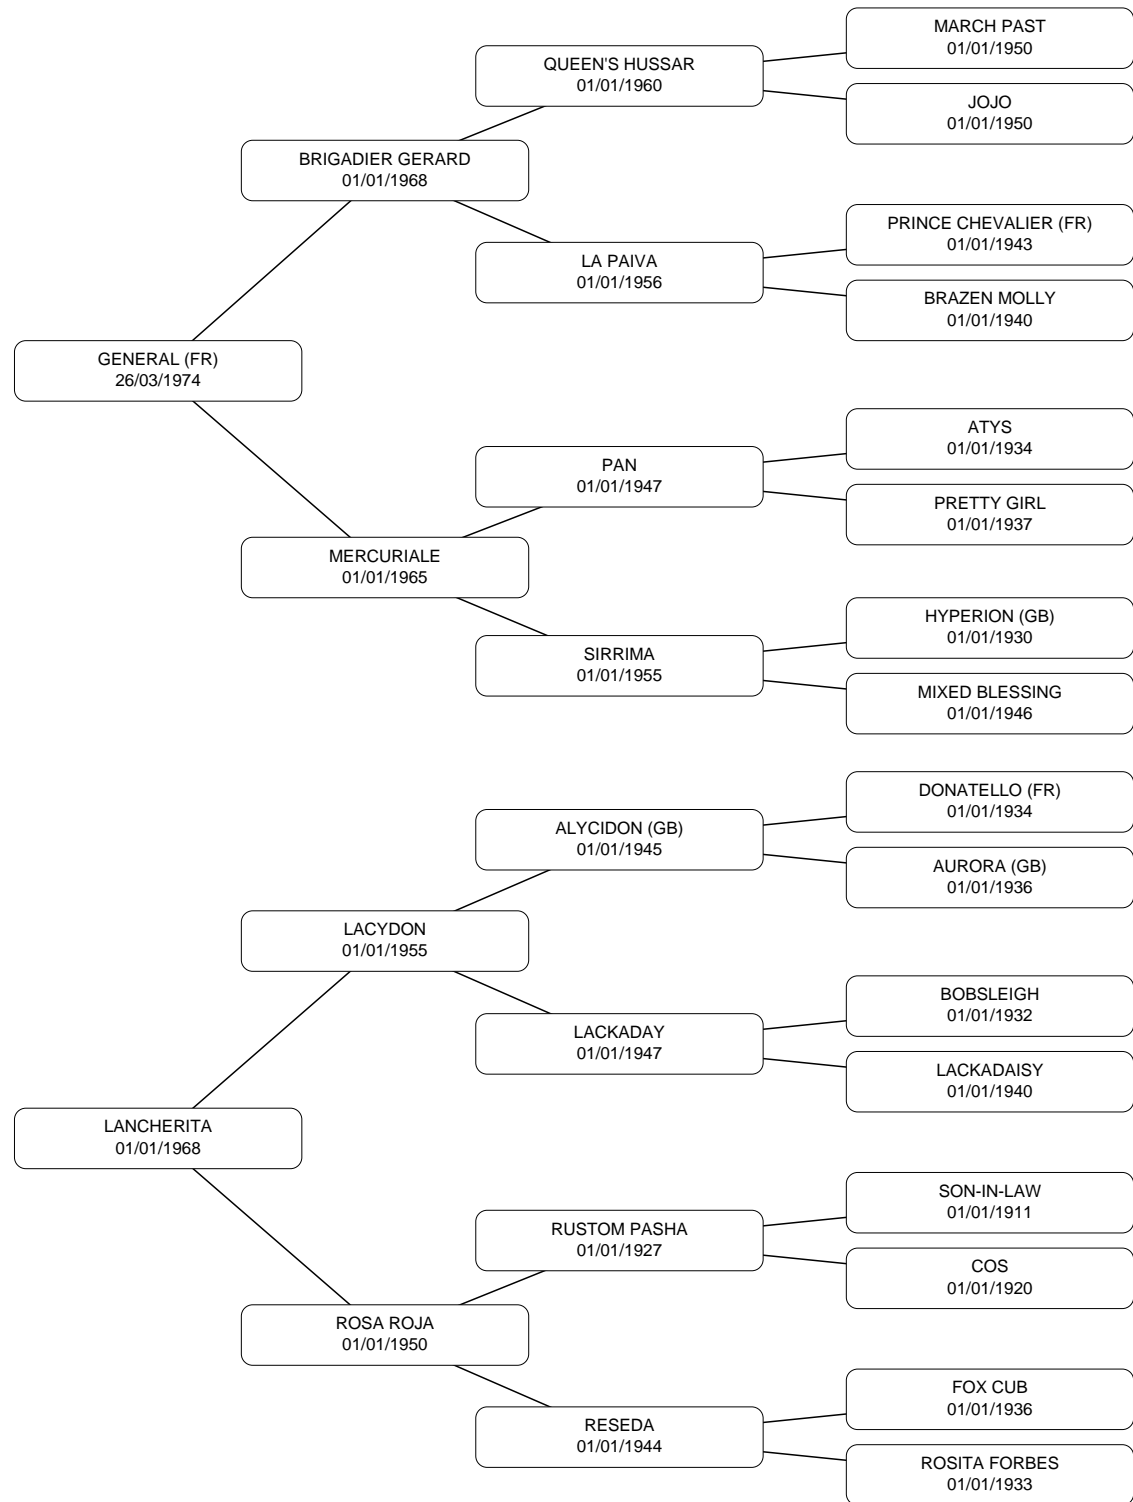 MARCH PAST
01/01/1950
QUEEN'S HUSSAR
01/01/1960
JOJO
01/01/1950
BRIGADIER GERARD
01/01/1968
PRINCE CHEVALIER (FR)
01/01/1943
LA PAIVA
01/01/1956
BRAZEN MOLLY
01/01/1940
GENERAL (FR)
26/03/1974
ATYS
01/01/1934
PAN
01/01/1947
PRETTY GIRL
01/01/1937
MERCURIALE
01/01/1965
HYPERION (GB)
01/01/1930
SIRRIMA
01/01/1955
MIXED BLESSING
01/01/1946
DONATELLO (FR)
01/01/1934
ALYCIDON (GB)
01/01/1945
AURORA (GB)
01/01/1936
LACYDON
01/01/1955
BOBSLEIGH
01/01/1932
LACKADAY
01/01/1947
LACKADAISY
01/01/1940
LANCHERITA
01/01/1968
SON-IN-LAW
01/01/1911
RUSTOM PASHA
01/01/1927
COS
01/01/1920
ROSA ROJA
01/01/1950
FOX CUB
01/01/1936
RESEDA
01/01/1944
ROSITA FORBES
01/01/1933